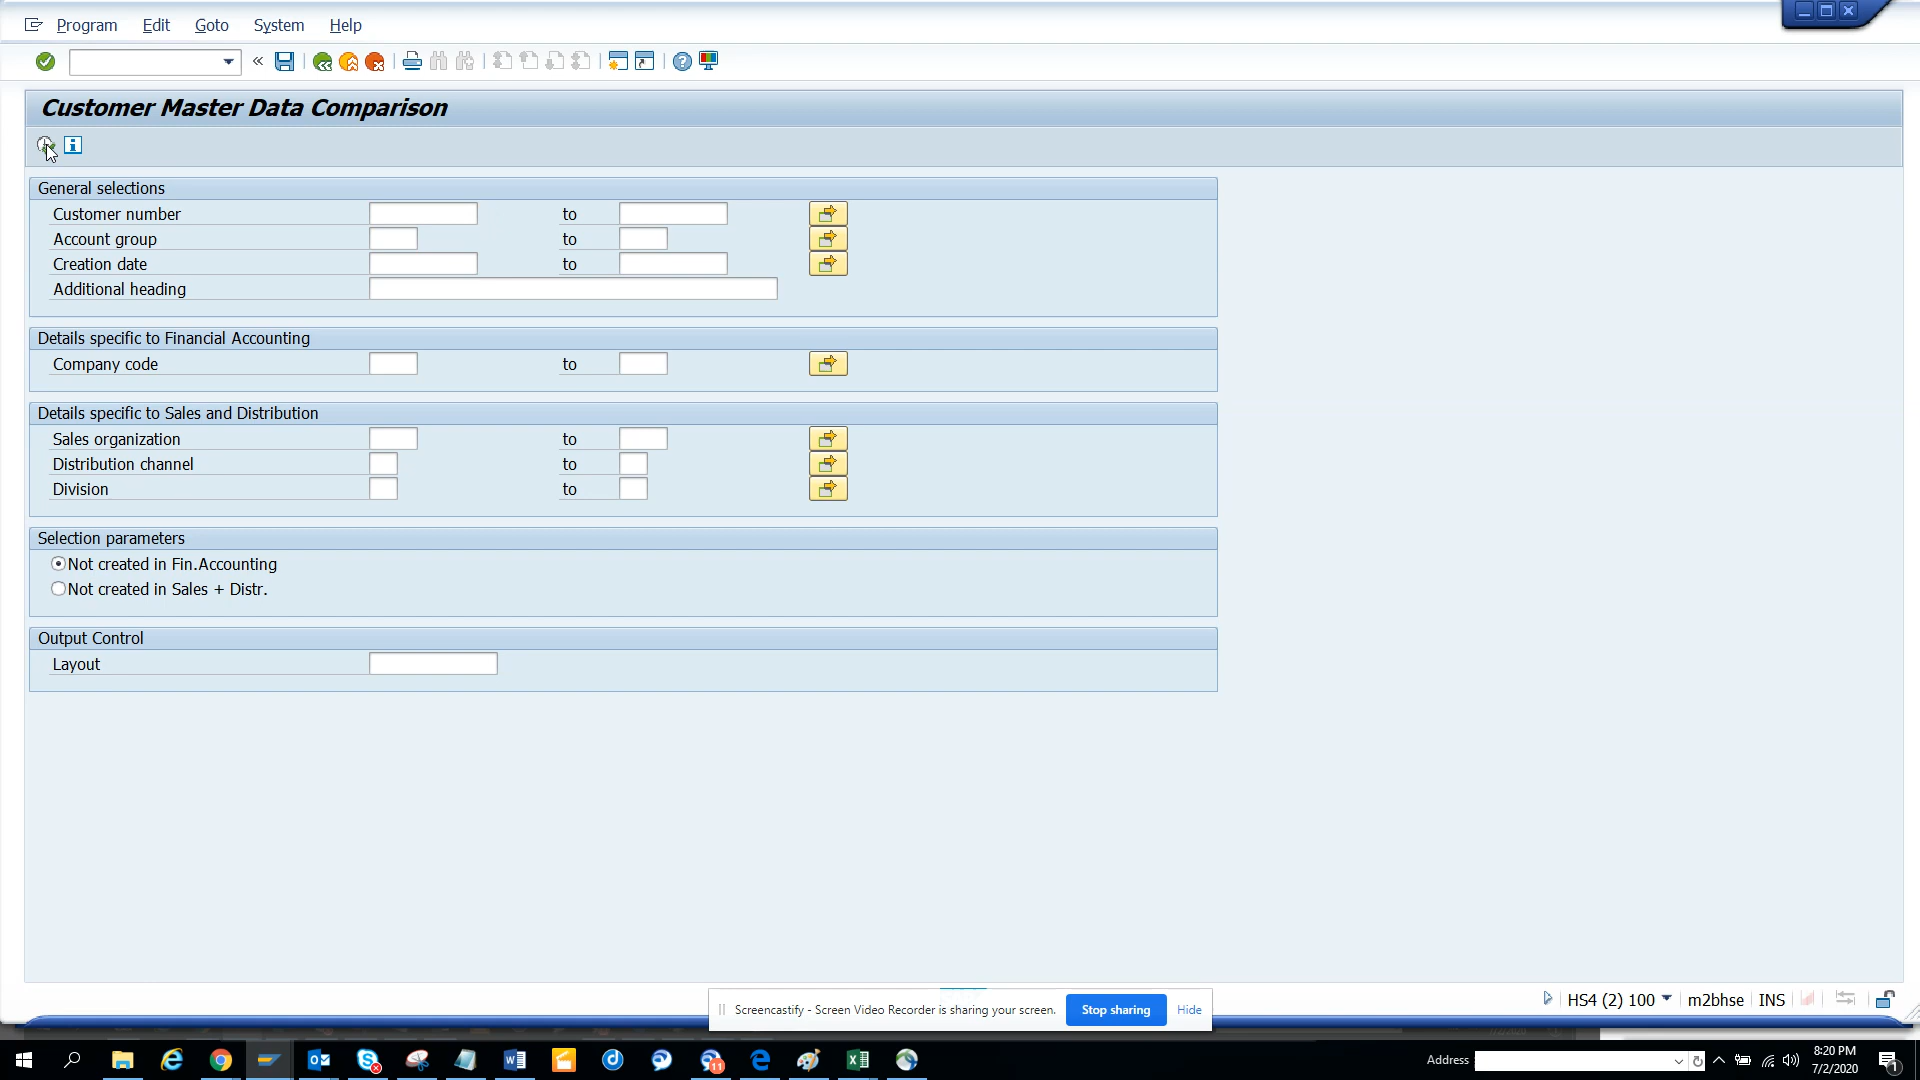 Program Edit Goto System Help
Customer Master Data Comparison
General selections
Customer number to
Account group to
Creation date to
Additional heading
Details specific to Financial Accounting
Company code to
Details specific to Sales and Distribution
Sales organization to
Distribution channel to
Division to
Selection parameters
Not created in Fin.Accounting
Not created in Sales + Distr.
Output Control
Layout
HS4 (2) 100 m2bhse INS
Screencastify - Screen Video Recorder is sharing your screen. Stop sharing Hide
Address
8:20 PM
7/2/2020
11
1